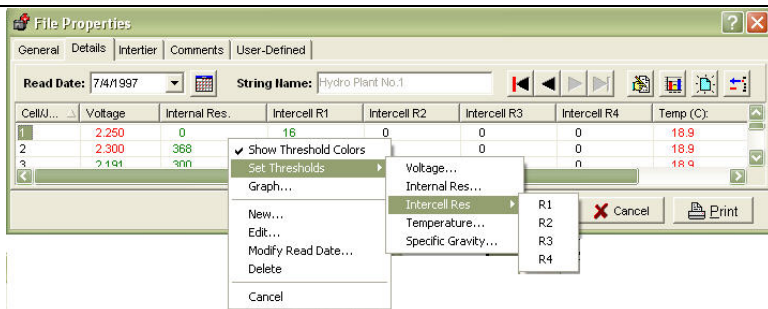 File Properties
General Details Intertier Comments User-Defined
Read Date: 7/4/1997 String Name: Hydro Plant No.1
Cell/J... Voltage Internal Res. Intercell R1 Intercell R2 Intercell R3 Intercell R4 Temp (C):
1 2.250 0 16 0 0 0 18.9
2 2.300 368 0 0 18.9
3 2.191 300 0 0 18.9
Show Threshold Colors
Set Thresholds
Graph...
New...
Edit...
Modify Read Date...
Delete
Cancel
Voltage...
Internal Res...
Intercell Res
Temperature...
Specific Gravity...
R1
R2
R3
R4
Cancel Print